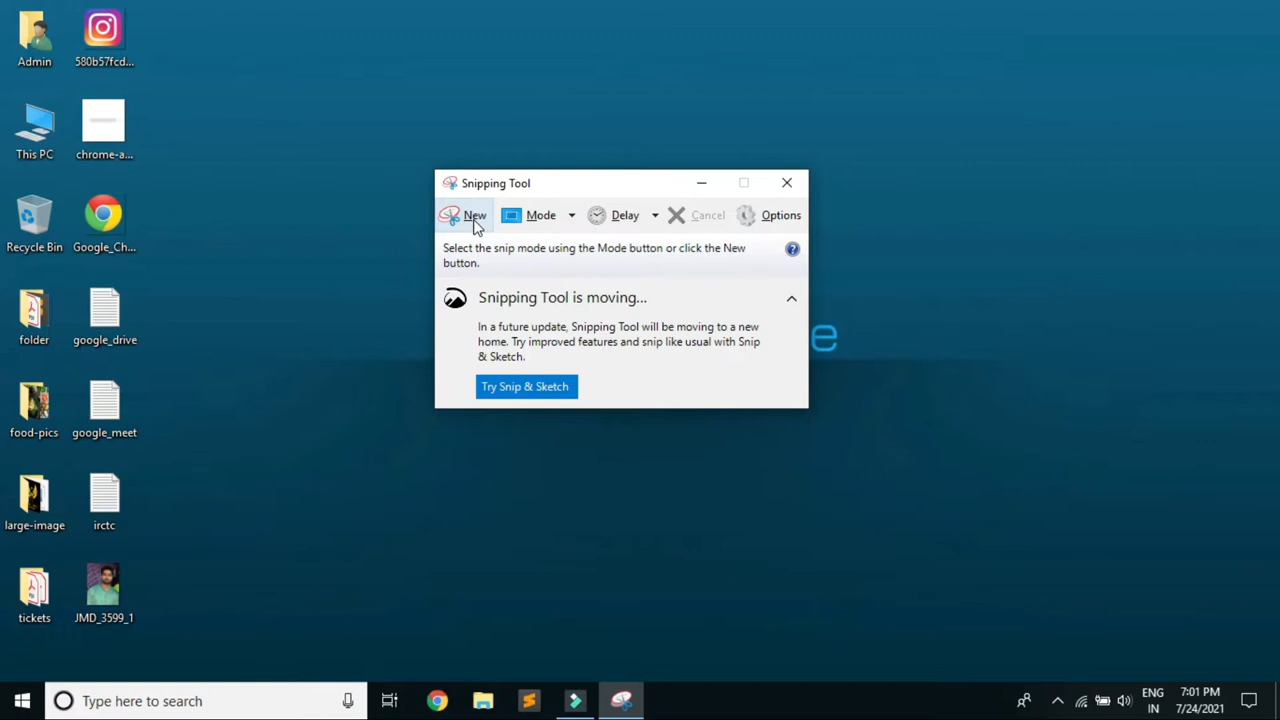 Admin
580b57fcd...
This PC
chrome-a...
Recycle Bin
Google_Ch...
folder
google_drive
food-pics
google_meet
large-image
irctc
tickets
JMD_3599_1
Snipping Tool
New Mode Delay Cancel Options
Select the snip mode using the Mode button or click the New
button.
Snipping Tool is moving...
In a future update, Snipping Tool will be moving to a new
home. Try improved features and snip like usual with Snip
& Sketch.
Try Snip & Sketch
e
Type here to search
ENG
IN
7:01 PM
7/24/2021